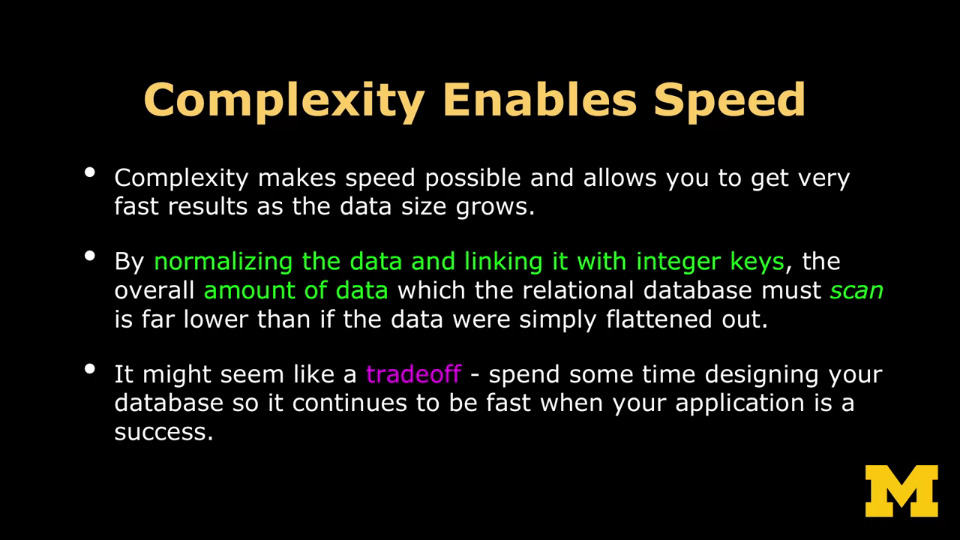 Complexity Enables Speed
• Complexity makes speed possible and allows you to get very
fast results as the data size grows.
• By normalizing the data and linking it with integer keys, the
overall amount of data which the relational database must scan
is far lower than if the data were simply flattened out.
• It might seem like a tradeoff - spend some time designing your
database so it continues to be fast when your application is a
success.
M